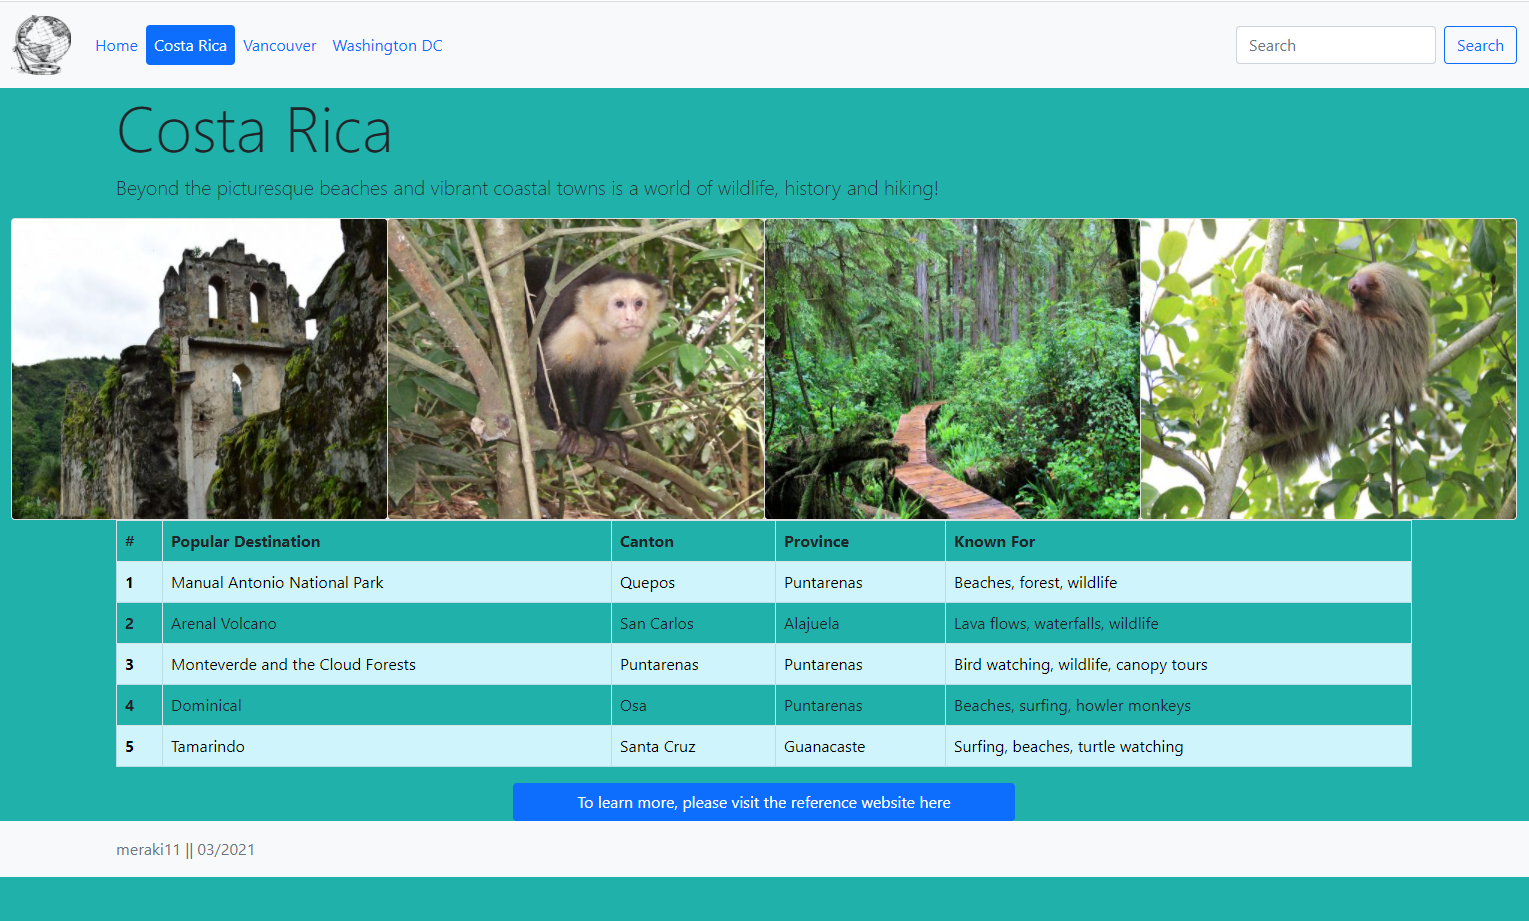 Home Costa Rica Vancouver Washington DC Search Search
Costa Rica
Beyond the picturesque beaches and vibrant coastal towns is a world of wildlife, history and hiking!
# Popular Destination Canton Province Known For
1 Manual Antonio National Park Quepos Puntarenas Beaches, forest, wildlife
2 Arenal Volcano San Carlos Alajuela Lava flows, waterfalls, wildlife
3 Monteverde and the Cloud Forests Puntarenas Puntarenas Bird watching, wildlife, canopy tours
4 Dominical Osa Puntarenas Beaches, surfing, howler monkeys
5 Tamarindo Santa Cruz Guanacaste Surfing, beaches, turtle watching
To learn more, please visit the reference website here
meraki11 || 03/2021